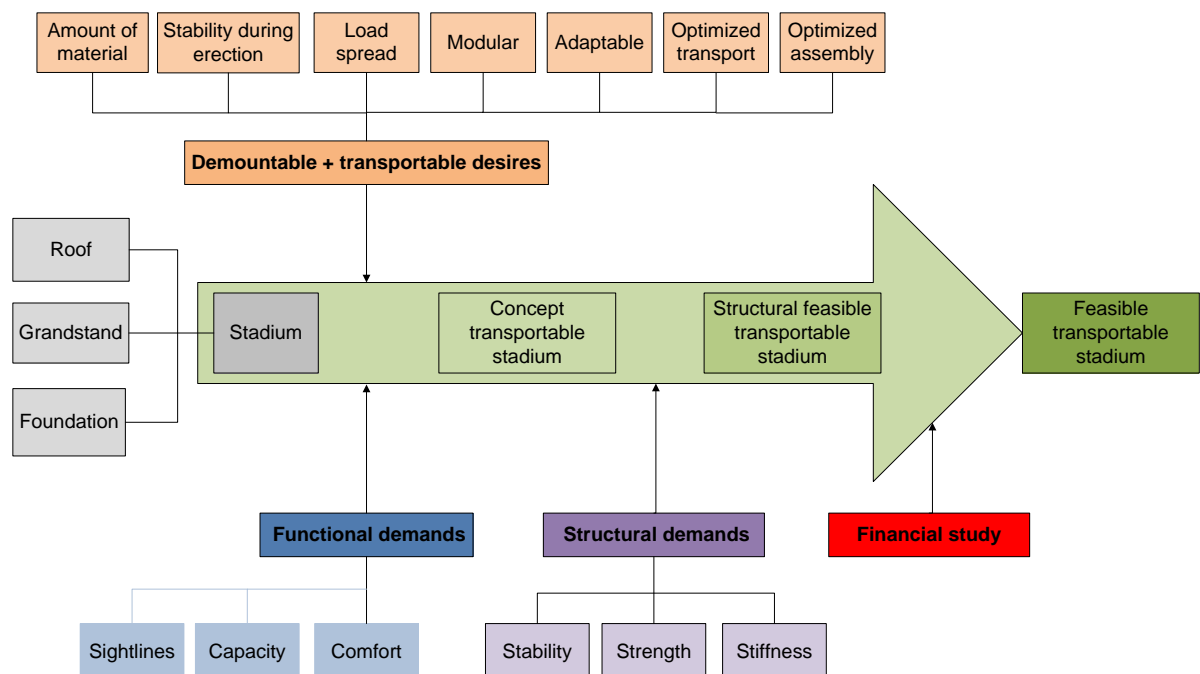 Amount of
material
Stability during
erection
Load
spread
Modular
Adaptable
Optimized
transport
Optimized
assembly
Demountable + transportable desires
Roof
Grandstand
Foundation
Stadium
Concept
transportable
stadium
Structural feasible
transportable
stadium
Feasible
transportable
stadium
Functional demands
Structural demands
Financial study
Sightlines
Capacity
Comfort
Stability
Strength
Stiffness